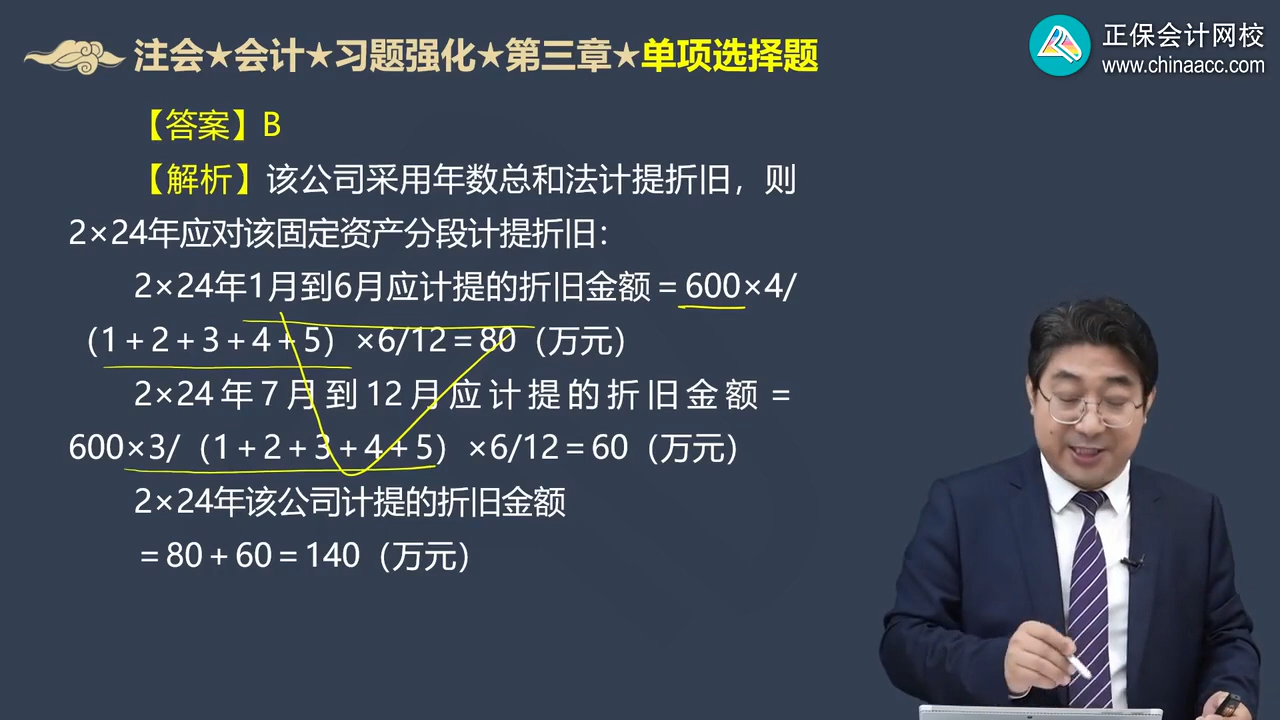 注会★会计★习题强化★第三章★单项选择题
正保会计网校
www.chinaacc.com
【答案】B
【解析】该公司采用年数总和法计提折旧，则
2×24年应对该固定资产分段计提折旧：
2×24年1月到6月应计提的折旧金额＝600×4/
（1＋2＋3＋4＋5）×6/12＝80（万元）
2×24年7月到12月应计提的折旧金额＝
600×3/（1＋2＋3＋4＋5）×6/12＝60（万元）
2×24年该公司计提的折旧金额
＝80＋60＝140（万元）